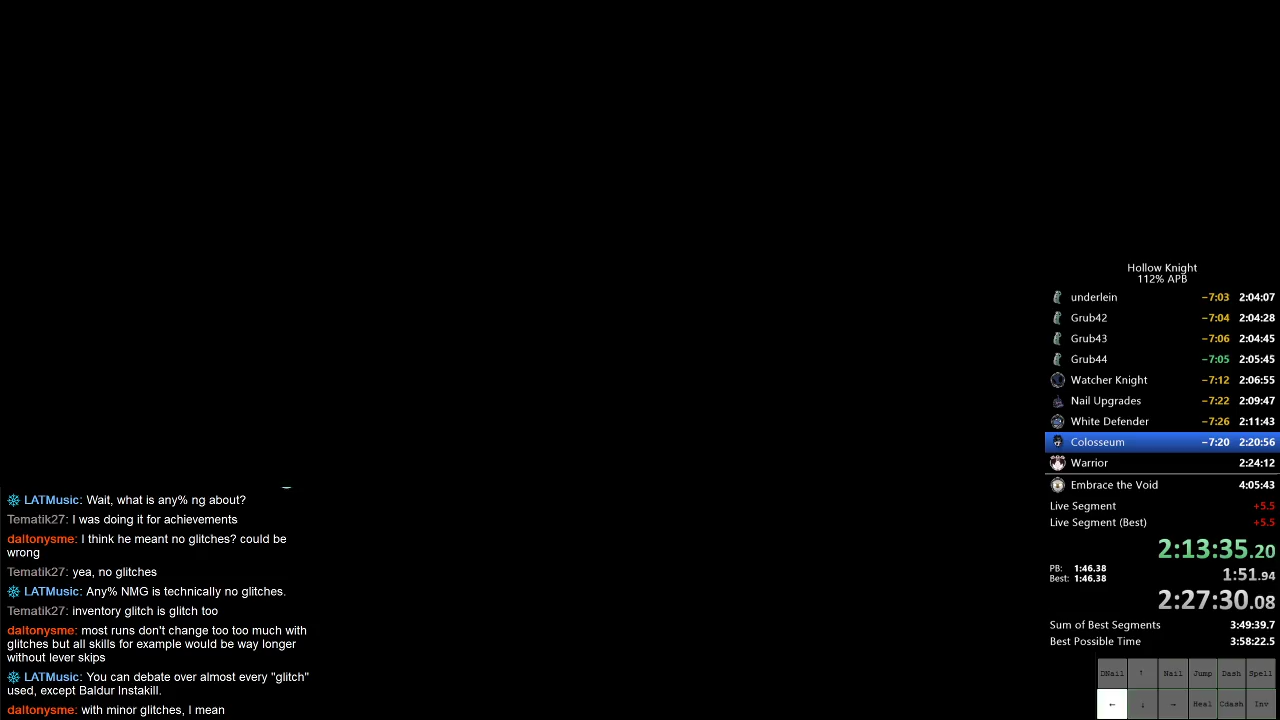 Hollow Knight
112% APB
underlein −7:03 2:04:07
Grub42 −7:04 2:04:28
Grub43 −7:06 2:04:45
Grub44 −7:05 2:05:45
Watcher Knight −7:12 2:06:55
Nail Upgrades −7:22 2:09:47
White Defender −7:26 2:11:43
Colosseum −7:20 2:20:56
Warrior 2:24:12
Embrace the Void 4:05:43
Live Segment +5.5
Live Segment (Best) +5.5
2:13:35.20
PB: 1:46.38
Best: 1:46.38
1:51.94
2:27:30.08
Sum of Best Segments 3:49:39.7
Best Possible Time 3:58:22.5
DNail ↑ Nail Jump Dash Spell
← ↓ → Heal Cdash Inv
LATMusic: Wait, what is any% ng about?
Tematik27: I was doing it for achievements
daltonysme: I think he meant no glitches? could be
wrong
Tematik27: yea, no glitches
LATMusic: Any% NMG is technically no glitches.
Tematik27: inventory glitch is glitch too
daltonysme: most runs don't change too too much with
glitches but all skills for example would be way longer
without lever skips
LATMusic: You can debate over almost every "glitch"
used, except Baldur Instakill.
daltonysme: with minor glitches, I mean